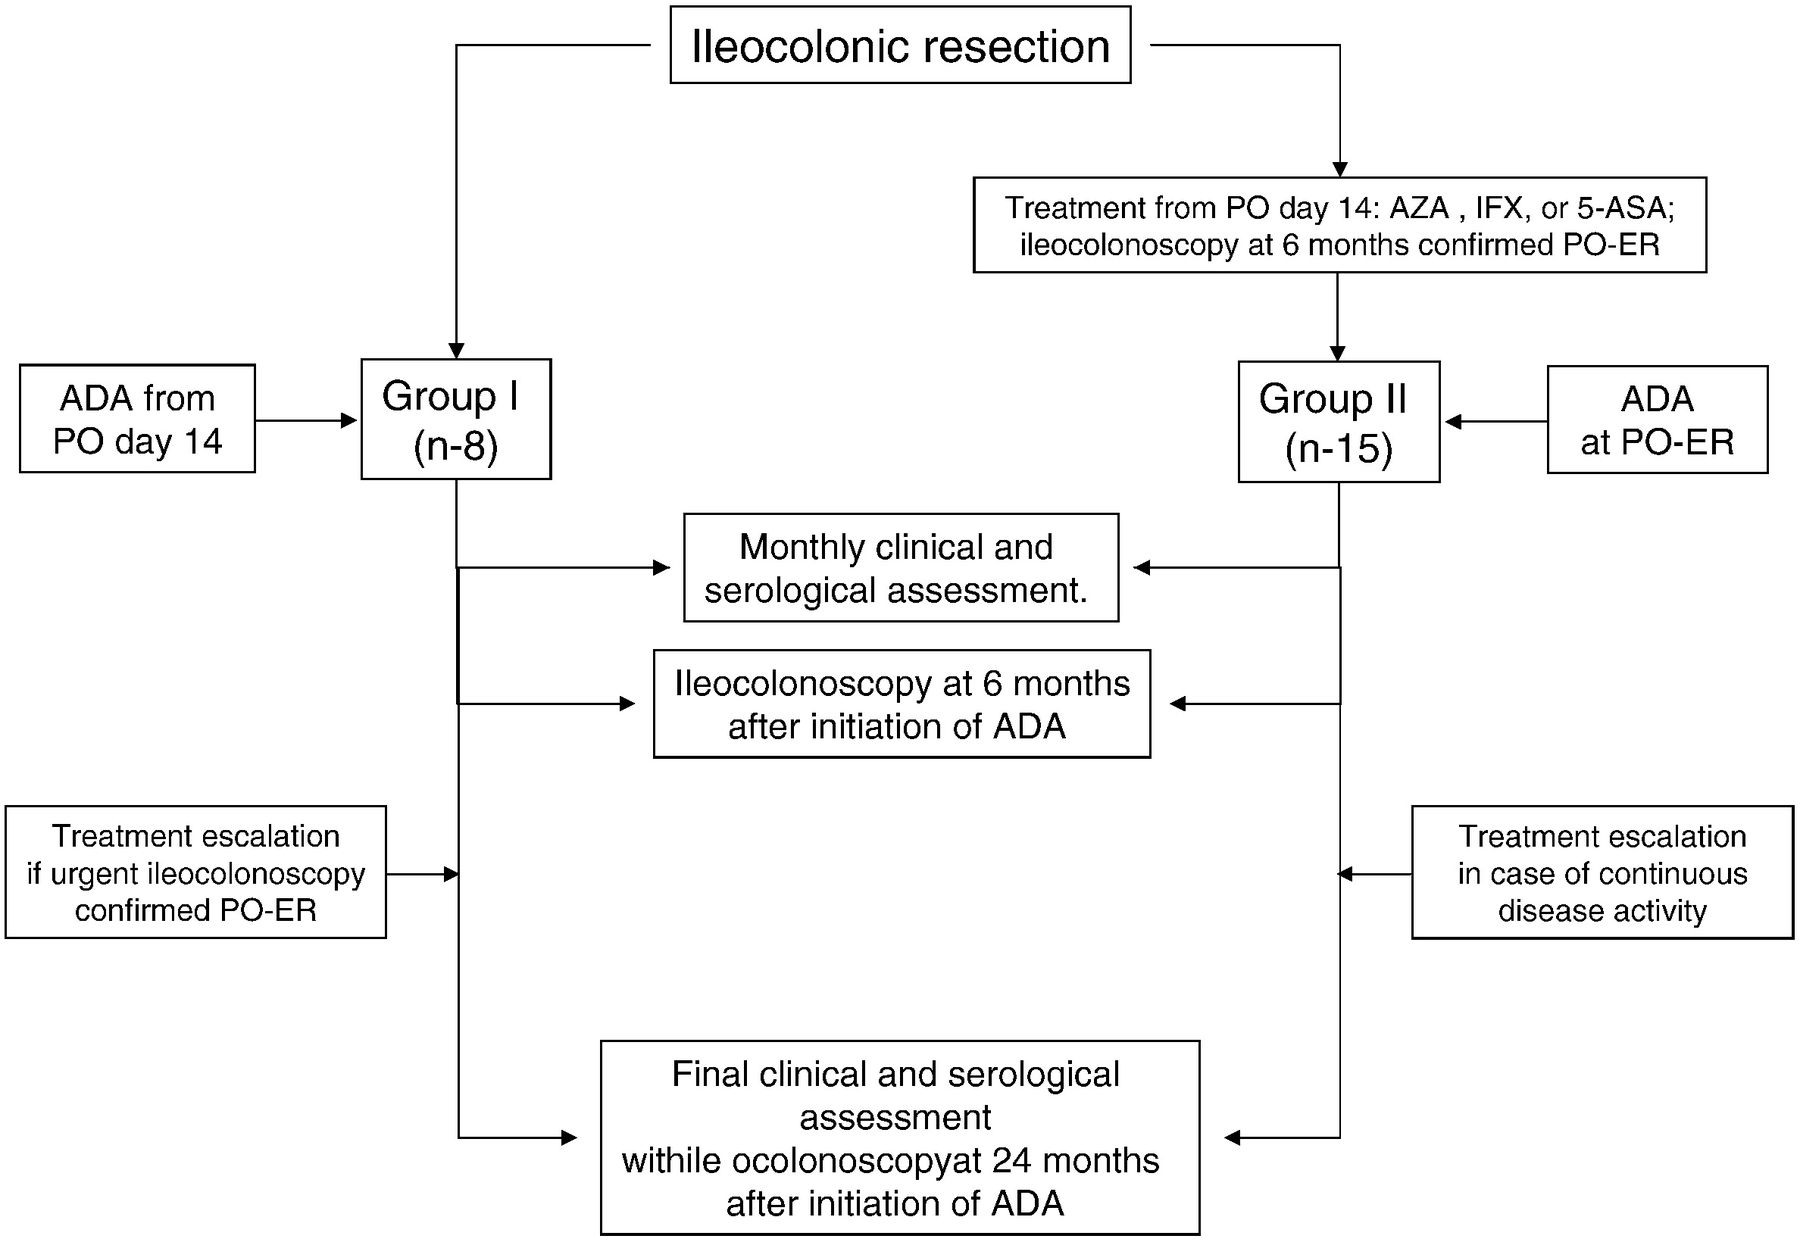 Ileocolonic resection
Treatment from PO day 14: AZA , IFX, or 5-ASA;
ileocolonoscopy at 6 months confirmed PO-ER
ADA from
PO day 14
Group I
(n-8)
Group II
(n-15)
ADA
at PO-ER
Monthly clinical and
serological assessment.
Ileocolonoscopy at 6 months
after initiation of ADA
Treatment escalation
if urgent ileocolonoscopy
confirmed PO-ER
Treatment escalation
in case of continuous
disease activity
Final clinical and serological
assessment
withile ocolonoscopyat 24 months
after initiation of ADA